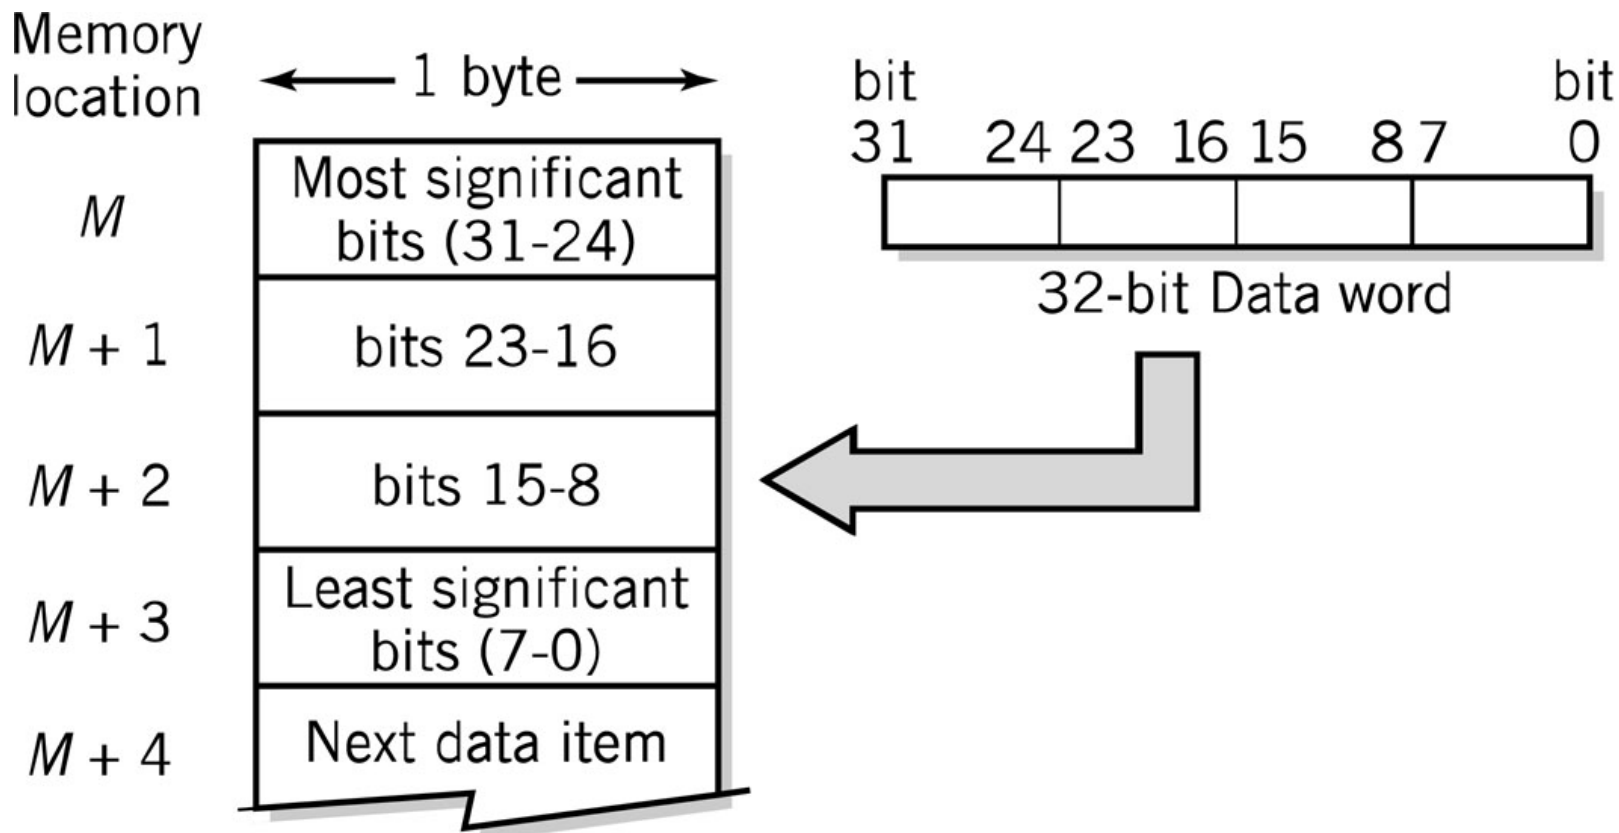 Memory
location
1 byte
M
Most significant
bits (31-24)
M + 1
bits 23-16
M + 2
bits 15-8
M + 3
Least significant
bits (7-0)
M + 4
Next data item
bit
bit
31 24 23 16 15 8 7 0
32-bit Data word